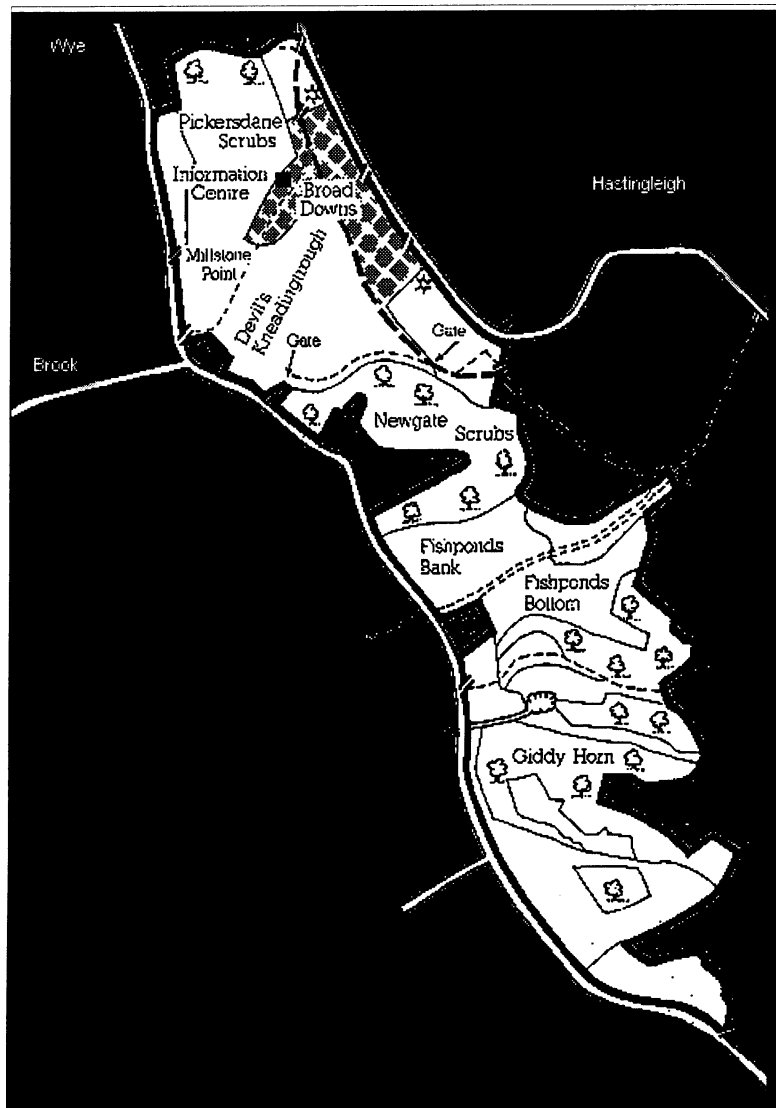 Wye
Pickersdane
Scrubs
Information
Centre
Hastingleigh
Broad
Downs
Millstone
Point
Devil's
Kneadingtrough
Gate
Gate
Brook
Newgate
Scrubs
Fishponds
Bank
Fishponds
Bottom
Giddy Horn